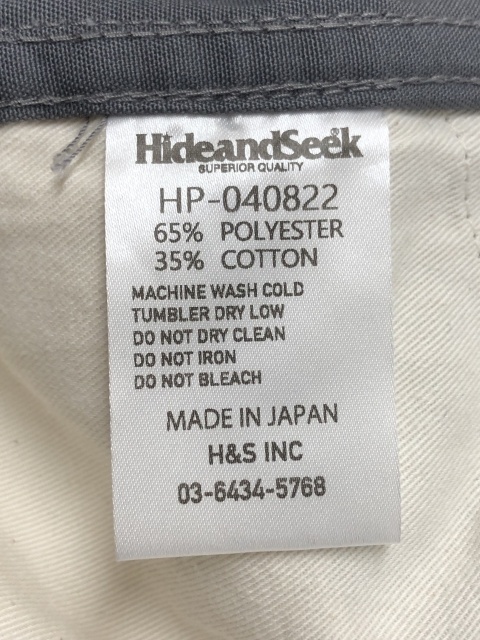 HideandSeek
SUPERIOR QUALITY
HP-040822
65% POLYESTER
35% COTTON
MACHINE WASH COLD
TUMBLER DRY LOW
DO NOT DRY CLEAN
DO NOT IRON
DO NOT BLEACH
MADE IN JAPAN
H&S INC
03-6434-5768